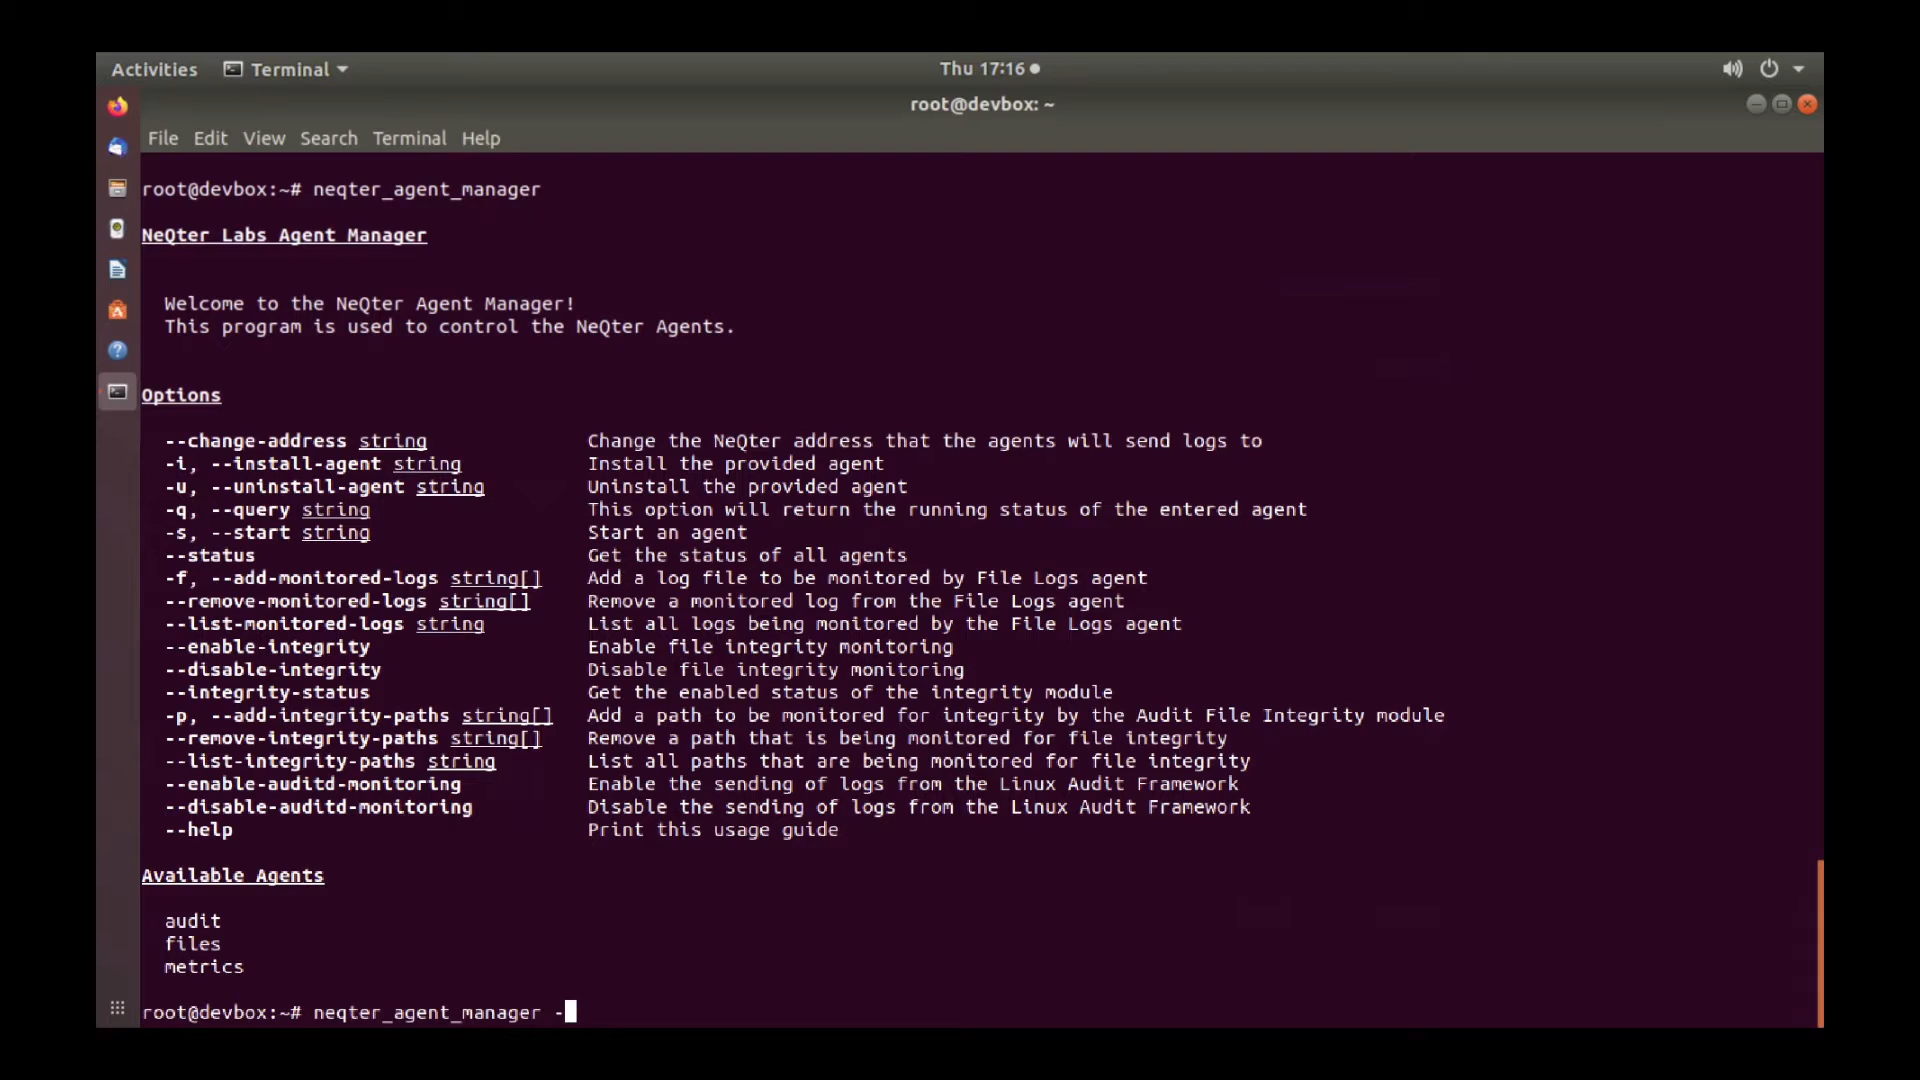 Activities Terminal Thu 17:16
root@devbox: ~
File Edit View Search Terminal Help
root@devbox:~# neqter_agent_manager
NeQter Labs Agent Manager
Welcome to the NeQter Agent Manager!
This program is used to control the NeQter Agents.
Options
--change-address string Change the NeQter address that the agents will send logs to
-i, --install-agent string Install the provided agent
-u, --uninstall-agent string Uninstall the provided agent
-q, --query string This option will return the running status of the entered agent
-s, --start string Start an agent
--status Get the status of all agents
-f, --add-monitored-logs string[] Add a log file to be monitored by File Logs agent
--remove-monitored-logs string[] Remove a monitored log from the File Logs agent
--list-monitored-logs string List all logs being monitored by the File Logs agent
--enable-integrity Enable file integrity monitoring
--disable-integrity Disable file integrity monitoring
--integrity-status Get the enabled status of the integrity module
-p, --add-integrity-paths string[] Add a path to be monitored for integrity by the Audit File Integrity module
--remove-integrity-paths string[] Remove a path that is being monitored for file integrity
--list-integrity-paths string List all paths that are being monitored for file integrity
--enable-auditd-monitoring Enable the sending of logs from the Linux Audit Framework
--disable-auditd-monitoring Disable the sending of logs from the Linux Audit Framework
--help Print this usage guide
Available Agents
audit
files
metrics
root@devbox:~# neqter_agent_manager -